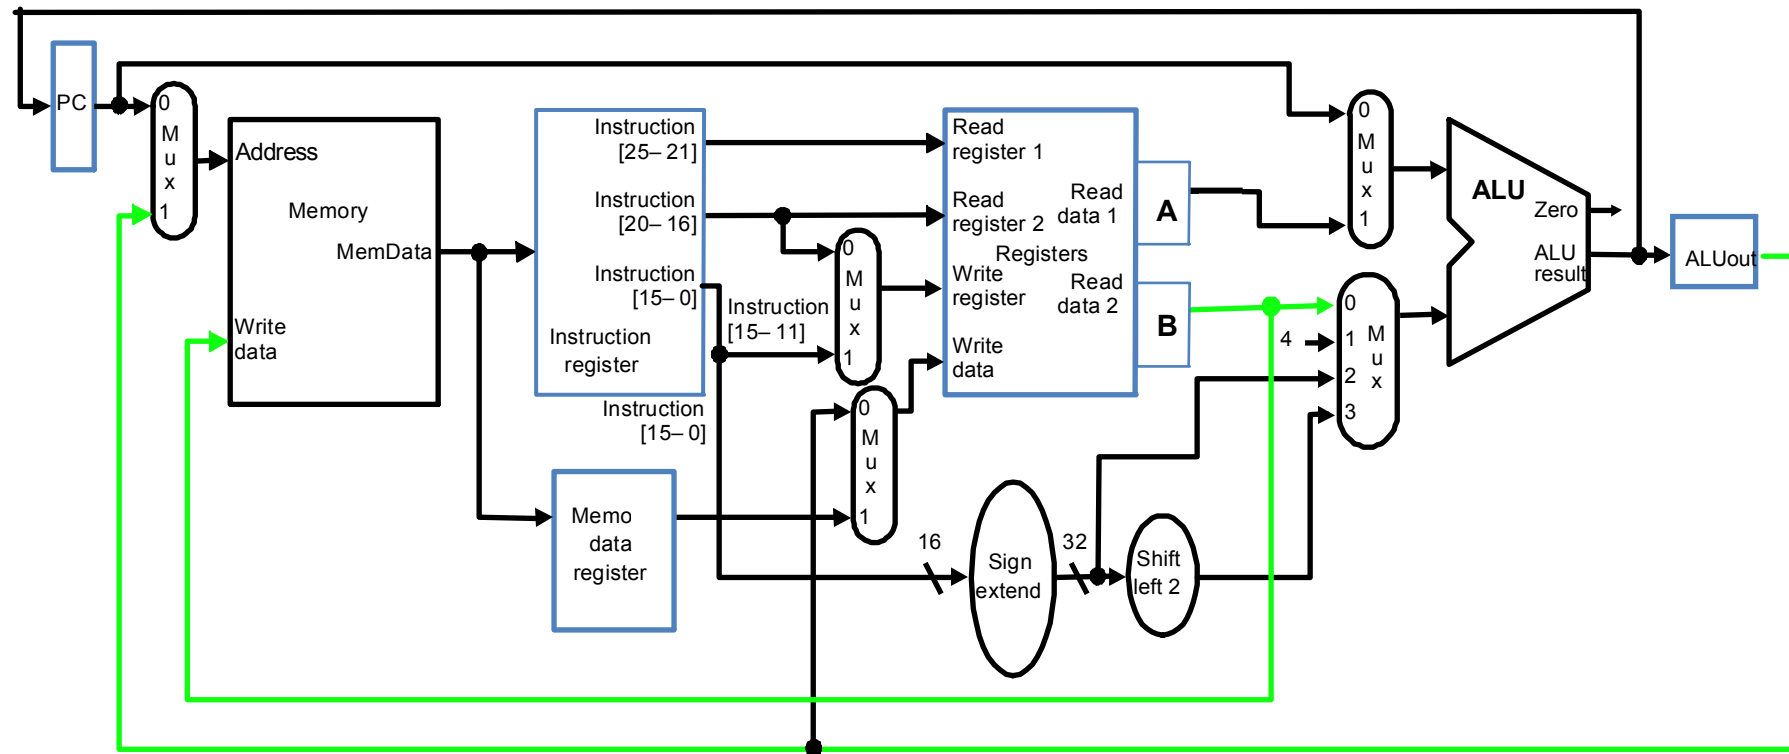 PC
0
M
u
x
1
Address
Memory
MemData
Write
data
Instruction
[25– 21]
Instruction
[20– 16]
Instruction
[15– 0]
Instruction
register
Instruction
[15– 11]
Instruction
[15– 0]
0
M
u
x
1
0
M
u
x
1
Memo
data
register
Read
register 1
Read
register 2
Registers
Write
register
Write
data
Read
data 1
Read
data 2
A
B
16
Sign
extend
32
Shift
left 2
0
M
u
x
1
4
0
1
2
3
M
u
x
ALU
Zero
ALU
result
ALUout